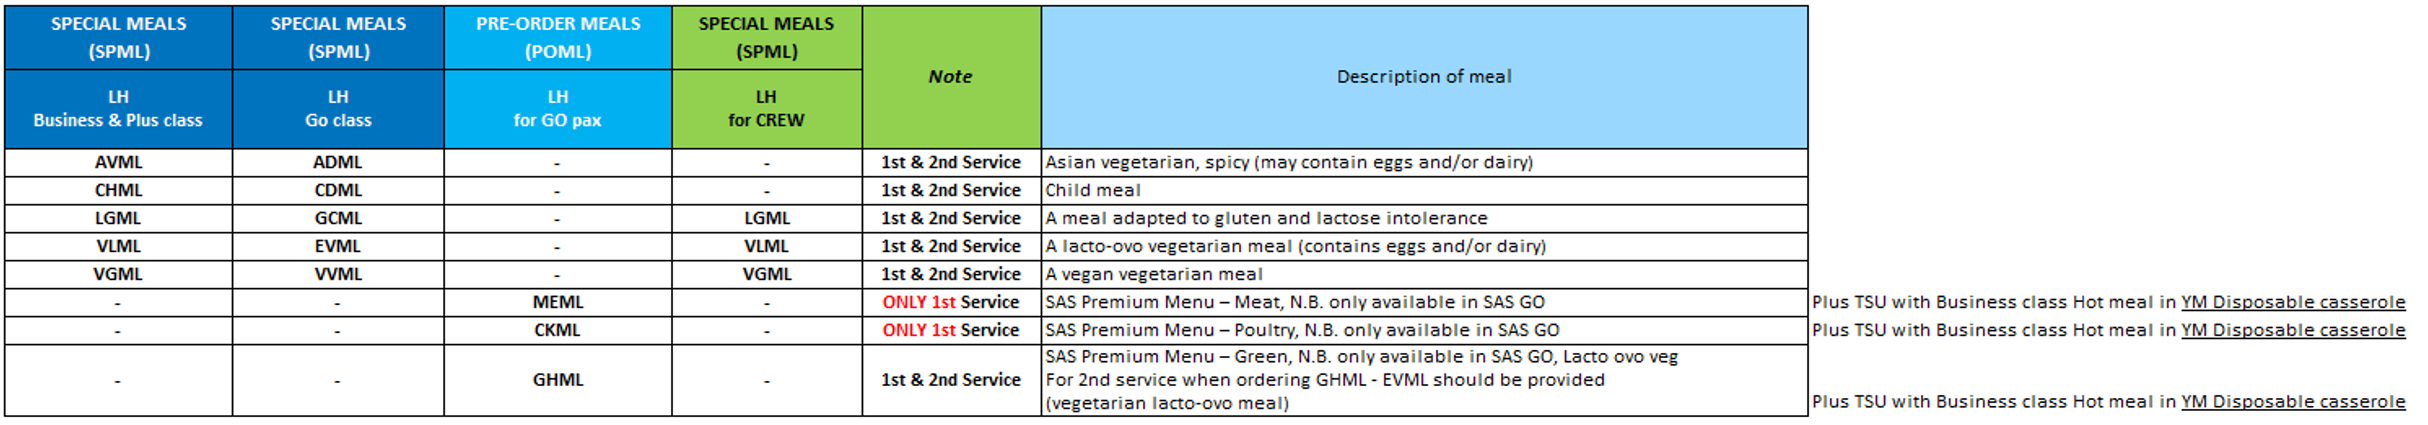 SPECIAL MEALS (SPML) SPECIAL MEALS (SPML) PRE-ORDER MEALS (POML) SPECIAL MEALS (SPML) Note Description of meal
LH Business & Plus class LH Go class LH for GO pax LH for CREW
AVML ADML - - 1st & 2nd Service Asian vegetarian, spicy (may contain eggs and/or dairy)
CHML CDML - - 1st & 2nd Service Child meal
LGML GCML - LGML 1st & 2nd Service A meal adapted to gluten and lactose intolerance
VLML EVML - VLML 1st & 2nd Service A lacto-ovo vegetarian meal (contains eggs and/or dairy)
VGML VVML - VGML 1st & 2nd Service A vegan vegetarian meal
- - MEML - ONLY 1st Service SAS Premium Menu – Meat, N.B. only available in SAS GO Plus TSU with Business class Hot meal in YM Disposable casserole
- - CKML - ONLY 1st Service SAS Premium Menu – Poultry, N.B. only available in SAS GO Plus TSU with Business class Hot meal in YM Disposable casserole
- - GHML - 1st & 2nd Service SAS Premium Menu – Green, N.B. only available in SAS GO, Lacto ovo veg
For 2nd service when ordering GHML - EVML should be provided
(vegetarian lacto-ovo meal) Plus TSU with Business class Hot meal in YM Disposable casserole